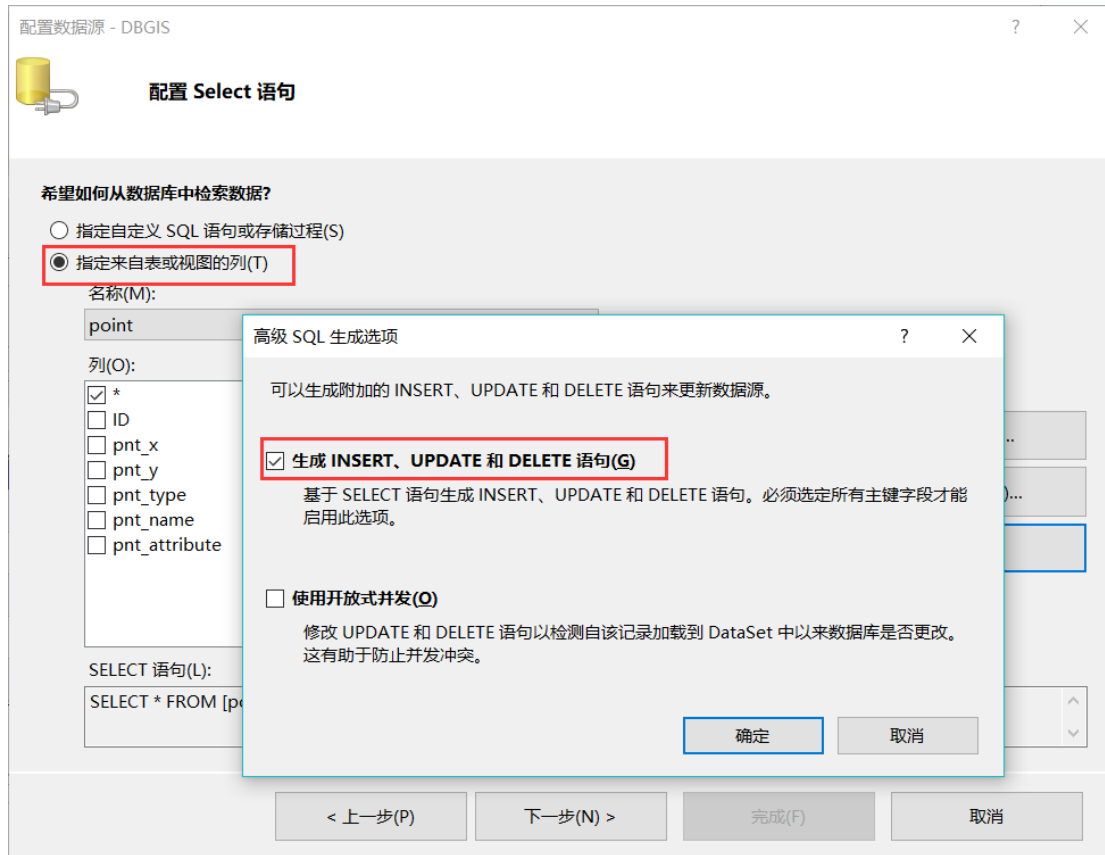 配置数据源 - DBGIS
配置 Select 语句
希望如何从数据库中检索数据?
指定自定义 SQL 语句或存储过程(S)
指定来自表或视图的列(T)
名称(M):
point
列(O):
*
ID
pnt_x
pnt_y
pnt_type
pnt_name
pnt_attribute
SELECT 语句(L):
SELECT * FROM [po
高级 SQL 生成选项
可以生成附加的 INSERT、UPDATE 和 DELETE 语句来更新数据源。
生成 INSERT、UPDATE 和 DELETE 语句(G)
基于 SELECT 语句生成 INSERT、UPDATE 和 DELETE 语句。必须选定所有主键字段才能
启用此选项。
使用开放式并发(O)
修改 UPDATE 和 DELETE 语句以检测自该记录加载到 DataSet 中以来数据库是否更改。
这有助于防止并发冲突。
确定
取消
..
)...
< 上一步(P)
下一步(N) >
完成(F)
取消